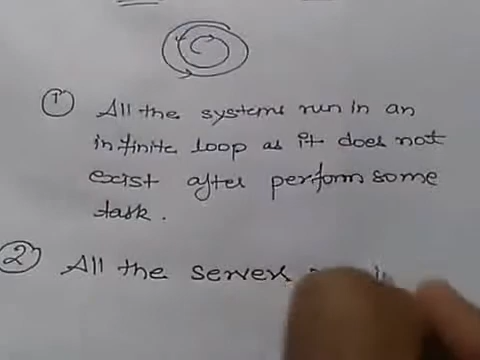 ① All the systems run in an
infinite loop as it does not
exist after perform some
task.
② All the server